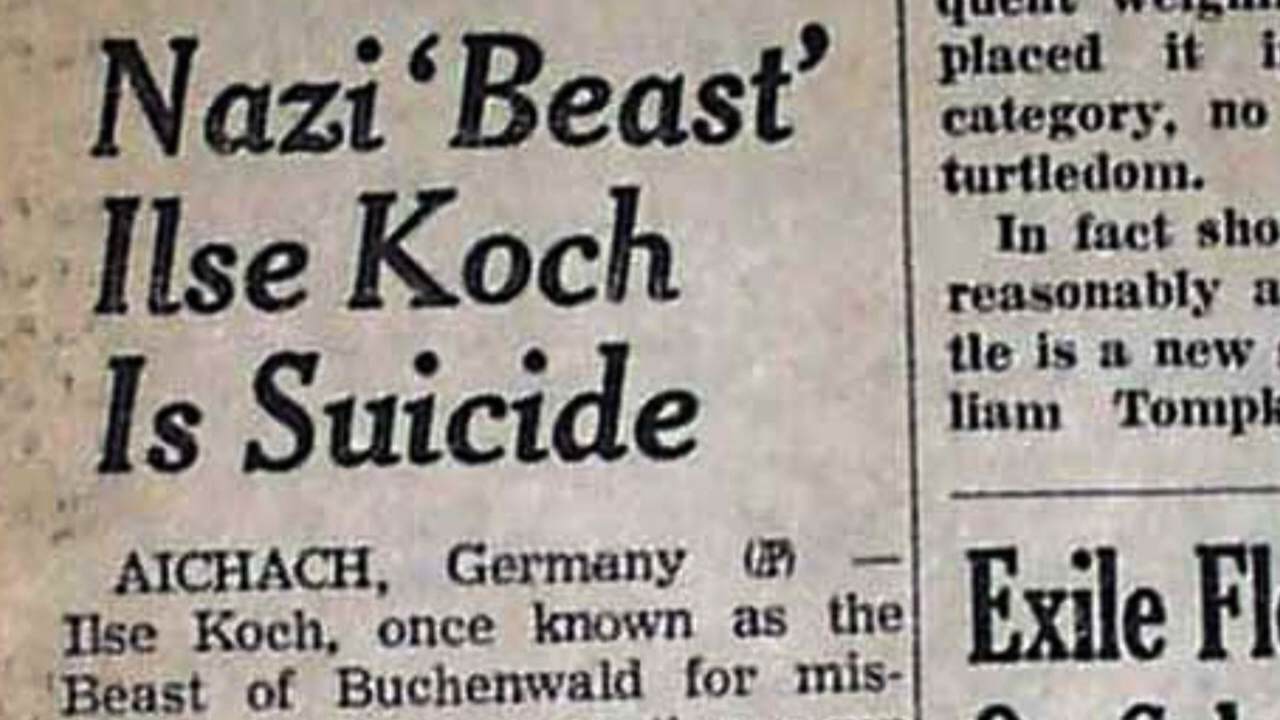 Nazi ‘Beast’
Ilse Koch
Is Suicide
AICHACH, Germany (AP) —
Ilse Koch, once known as the
Beast of Buchenwald for mis-
placed it
category, no
turtledom.
In fact
reasonably
tle is a new
liam
Exile